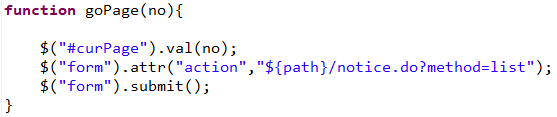 function goPage(no){
$("#curPage").val(no);
$("form").attr("action","${path}/notice.do?method=list");
$("form").submit();
}